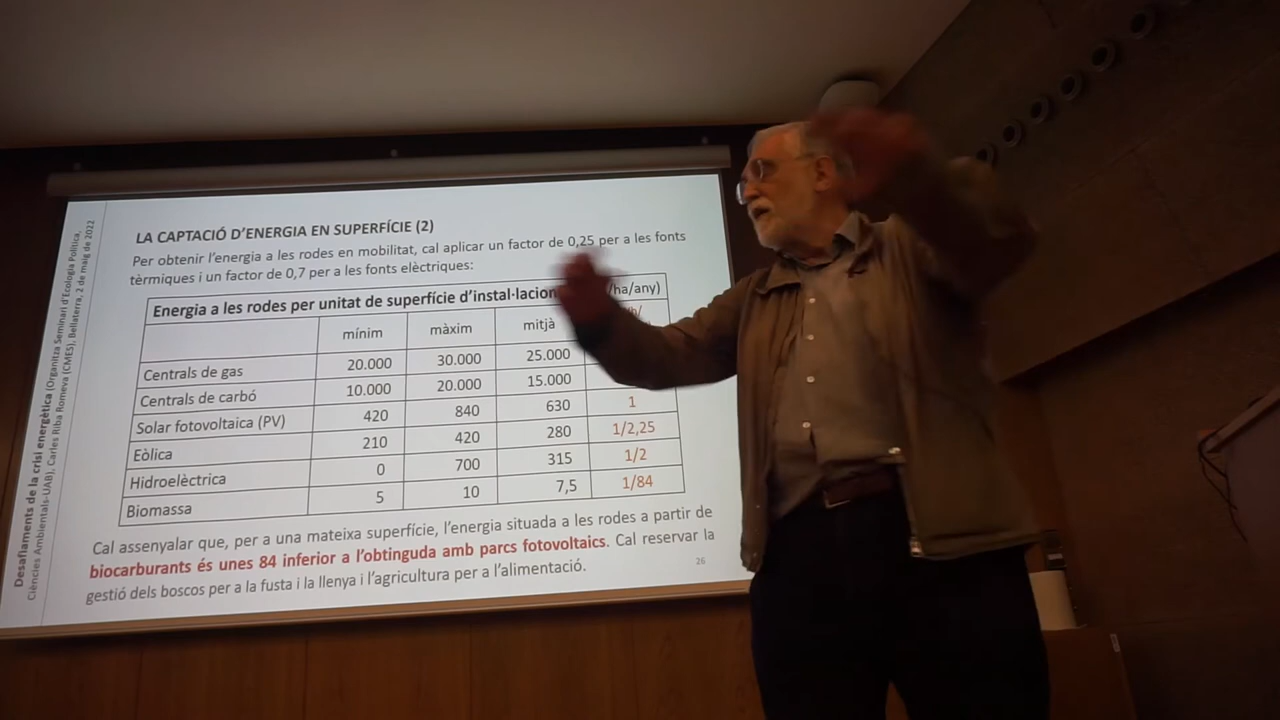 Desafiaments de la crisi energètica (Organitza Seminari d'Ecologia Política,
Ciències Ambientals-UAB), Carles Riba Romeva (CMES), Bellaterra, 2 de maig de 2022
LA CAPTACIÓ D'ENERGIA EN SUPERFÍCIE (2)
Per obtenir l'energia a les rodes en mobilitat, cal aplicar un factor de 0,25 per a les fonts
tèrmiques i un factor de 0,7 per a les fonts elèctriques:
Energia a les rodes per unitat de superfície d'instal·lacion /ha/any)
mínim màxim mitjà
Centrals de gas 20.000 30.000 25.000
Centrals de carbó 10.000 20.000 15.000
Solar fotovoltaica (PV) 420 840 630 1
Eòlica 210 420 280 1/2,25
Hidroelèctrica 0 700 315 1/2
Biomassa 5 10 7,5 1/84
Cal assenyalar que, per a una mateixa superfície, l'energia situada a les rodes a partir de
biocarburants és unes 84 inferior a l'obtinguda amb parcs fotovoltaics. Cal reservar la
gestió dels boscos per a la fusta i la llenya i l'agricultura per a l'alimentació.
26